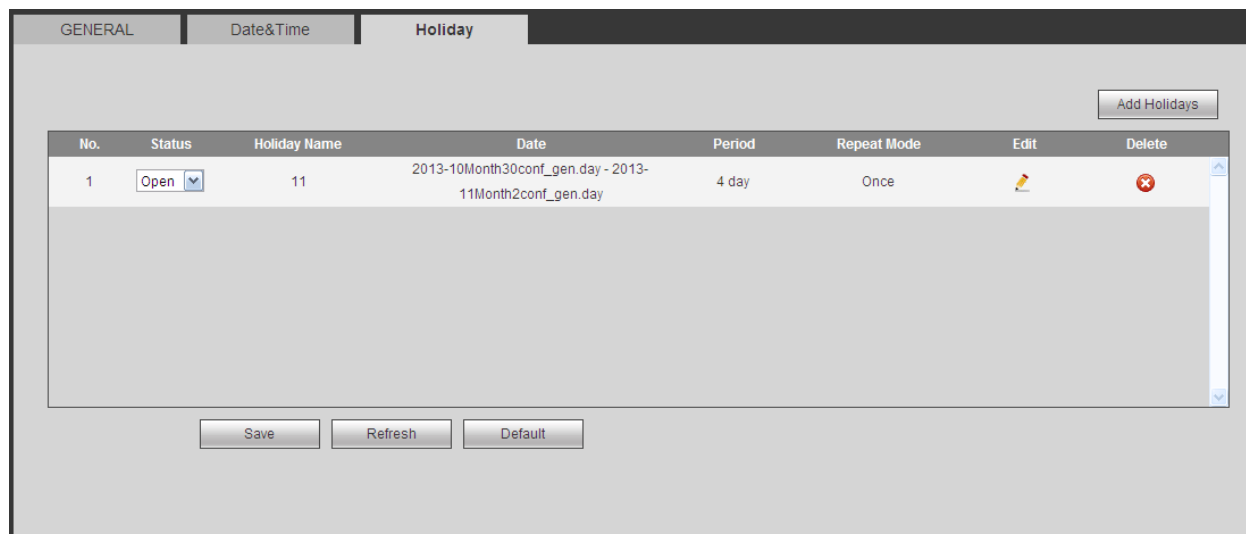 GENERAL Date&Time Holiday
Add Holidays
No. Status Holiday Name Date Period Repeat Mode Edit Delete
1 Open 11 2013-10Month30conf_gen.day - 2013- 4 day Once
11Month2conf_gen.day
Save Refresh Default